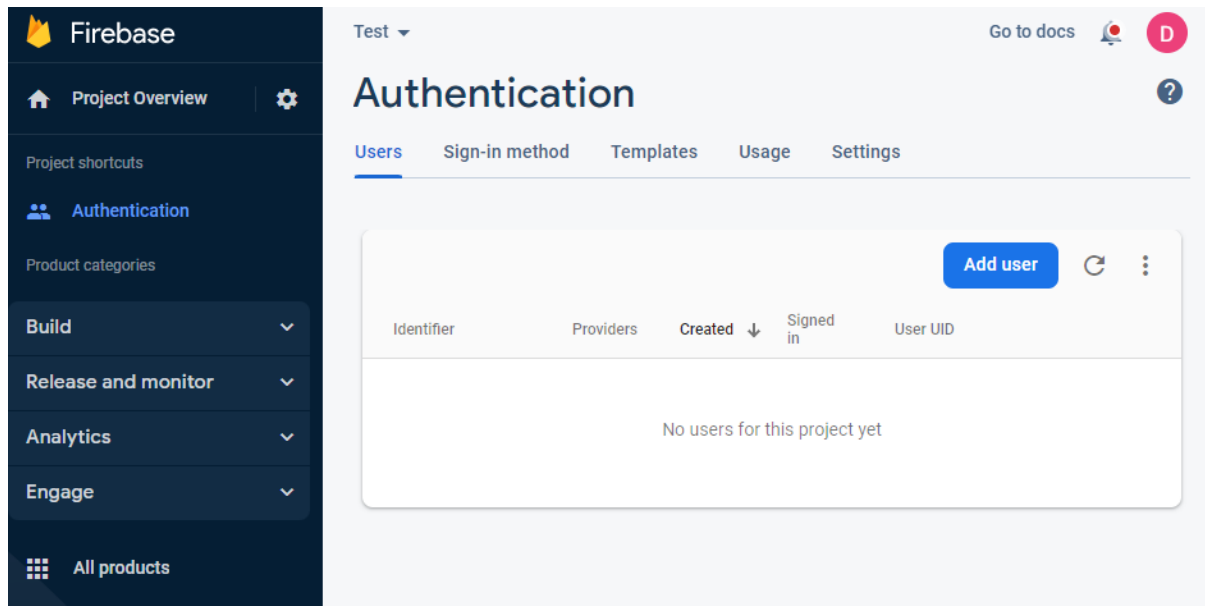 Firebase
Project Overview
Project shortcuts
Authentication
Product categories
Build
Release and monitor
Analytics
Engage
All products
Test
Go to docs
D
Authentication
Users Sign-in method Templates Usage Settings
Add user
Identifier Providers Created Signed in User UID
No users for this project yet